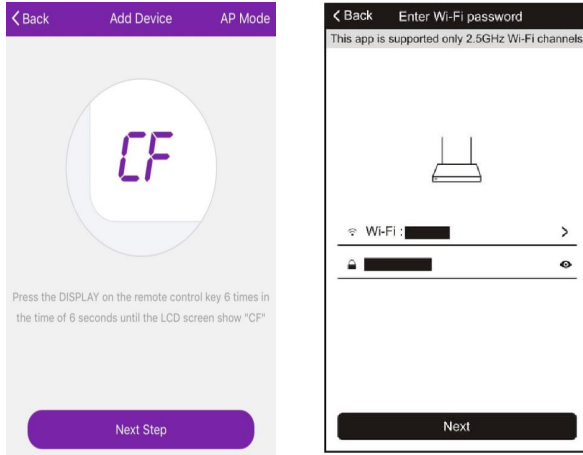 Back Add Device AP Mode
CF
Press the DISPLAY on the remote control key 6 times in
the time of 6 seconds until the LCD screen show "CF"
Next Step
Back Enter Wi-Fi password
This app is supported only 2.5GHz Wi-Fi channels
Wi-Fi :
Next